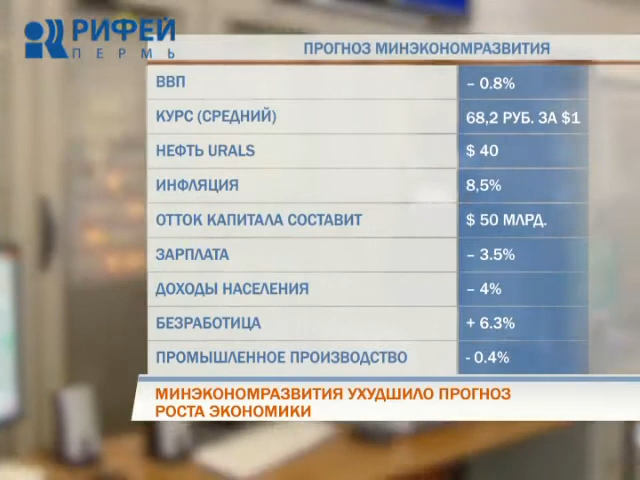 РИФЕЙ
ПЕРМЬ
ПРОГНОЗ МИНЭКОНОМРАЗВИТИЯ
ВВП – 0.8%
КУРС (СРЕДНИЙ) 68,2 РУБ. ЗА $1
НЕФТЬ URALS $ 40
ИНФЛЯЦИЯ 8,5%
ОТТОК КАПИТАЛА СОСТАВИТ $ 50 МЛРД.
ЗАРПЛАТА – 3.5%
ДОХОДЫ НАСЕЛЕНИЯ – 4%
БЕЗРАБОТИЦА + 6.3%
ПРОМЫШЛЕННОЕ ПРОИЗВОДСТВО - 0.4%
МИНЭКОНОМРАЗВИТИЯ УХУДШИЛО ПРОГНОЗ
РОСТА ЭКОНОМИКИ